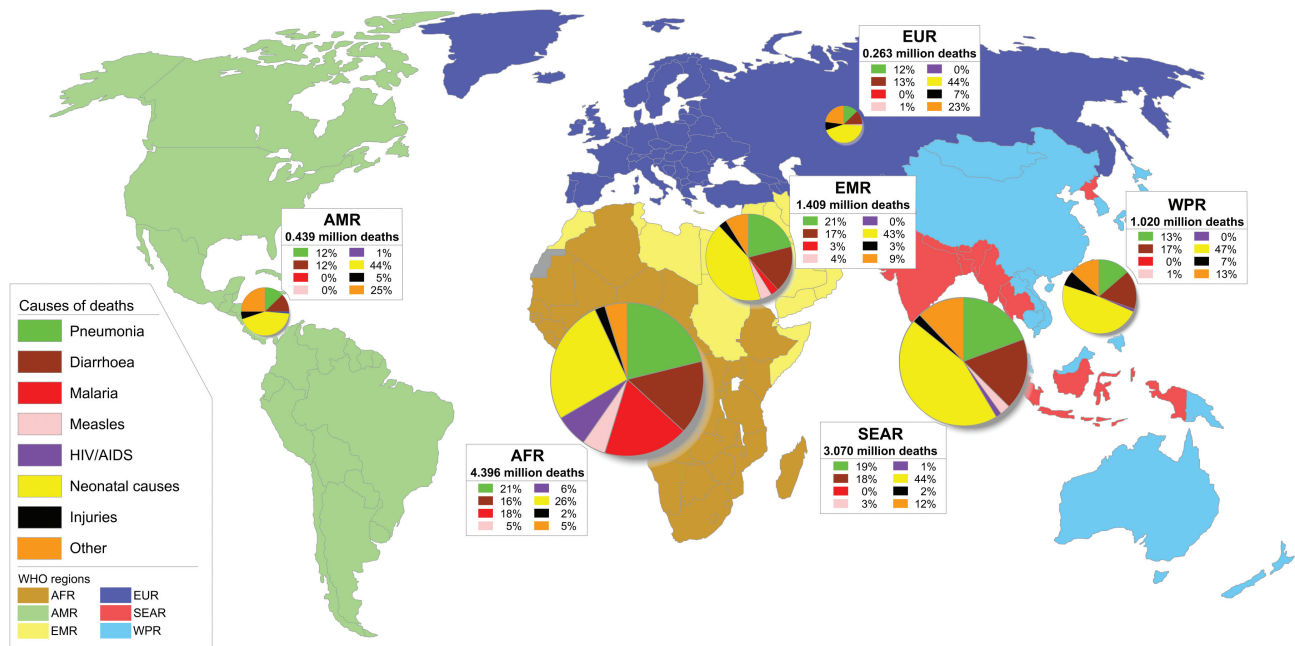 EUR
0.263 million deaths
12% 0%
13% 44%
0% 7%
1% 23%
EMR
1.409 million deaths
21% 0%
17% 43%
3% 3%
4% 9%
WPR
1.020 million deaths
13% 0%
17% 47%
0% 7%
1% 13%
AMR
0.439 million deaths
12% 1%
12% 44%
0% 5%
0% 25%
Causes of deaths
Pneumonia
Diarrhoea
Malaria
Measles
HIV/AIDS
Neonatal causes
Injuries
Other
WHO regions
AFR EUR
AMR SEAR
EMR WPR
AFR
4.396 million deaths
21% 6%
16% 26%
18% 2%
5% 5%
SEAR
3.070 million deaths
19% 1%
18% 44%
0% 2%
3% 12%